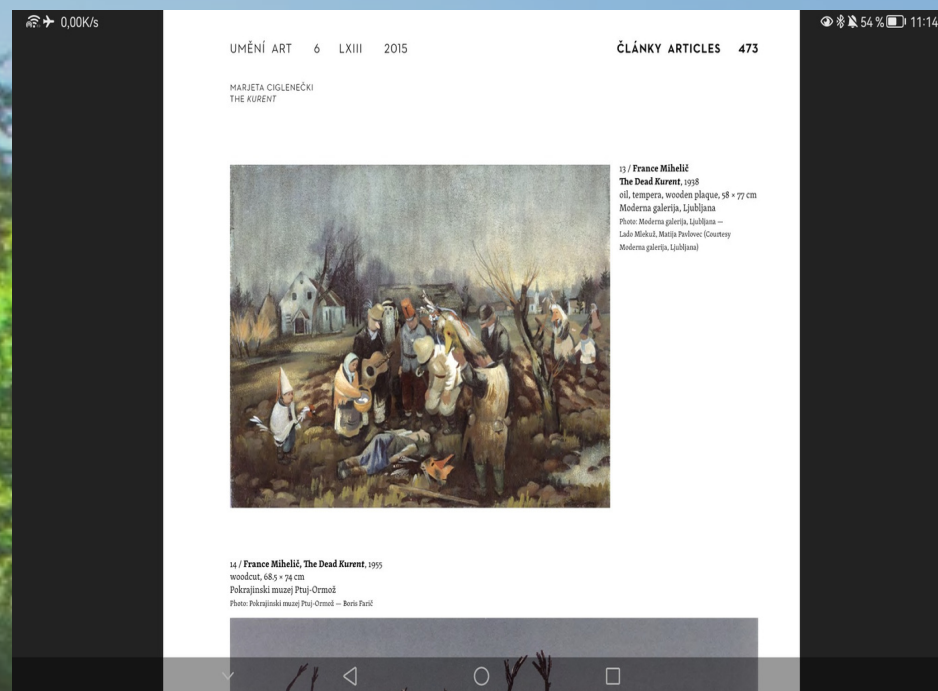 0,00K/s
54 % 11:14
UMĚNÍ ART 6 LXIII 2015
ČLÁNKY ARTICLES 473
MARJETA CIGLENEČKI
THE KURENT
13 / France Mihelič
The Dead Kurent, 1938
oil, tempera, wooden plaque, 58 × 77 cm
Moderna galerija, Ljubljana
Photo: Moderna galerija, Ljubljana —
Lado Mlekuž, Matija Pavlovec (Courtesy
Moderna galerija, Ljubljana)
14 / France Mihelič, The Dead Kurent, 1955
woodcut, 68.5 × 74 cm
Pokrajinski muzej Ptuj-Ormož
Photo: Pokrajinski muzej Ptuj-Ormož — Boris Farič